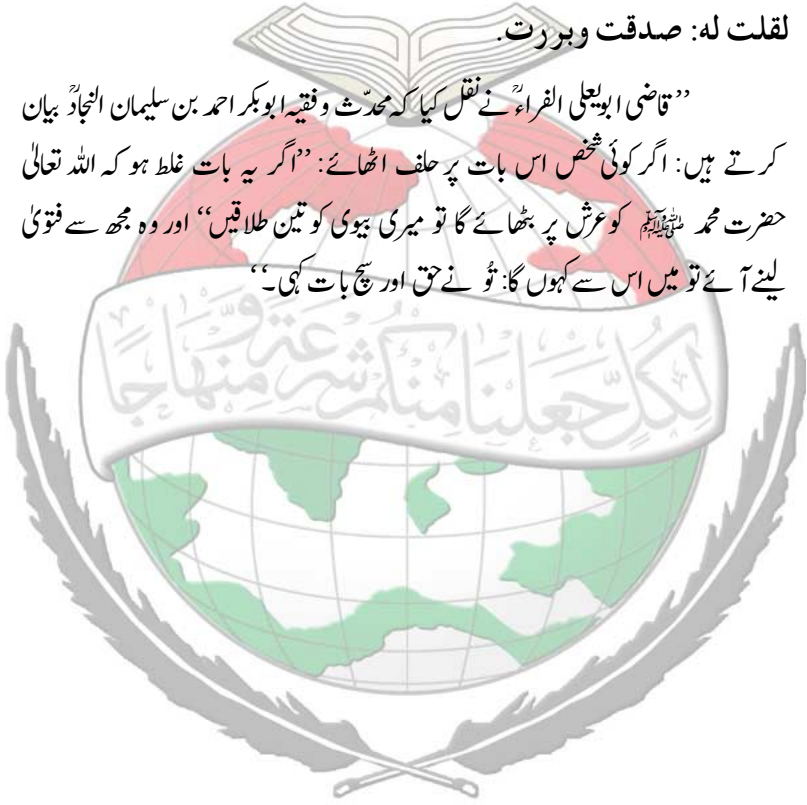 لقلت له: صدقت وبررت.
’’قاضی ابویعلی الفراءؒ نے نقل کیا کہ محدّث و فقیہ ابوبکر احمد بن سلیمان النجادؒ بیان
کرتے ہیں: اگر کوئی شخص اس بات پر حلف اٹھائے: ’’اگر یہ بات غلط ہو کہ اللہ تعالیٰ
حضرت محمد ﷺ کو عرش پر بٹھائے گا تو میری بیوی کو تین طلاقیں‘‘ اور وہ مجھ سے فتویٰ
لینے آئے تو میں اس سے کہوں گا: تُو نے حق اور سچ بات کہی۔‘‘
لِكُلٍّ جَعَلْنَا مِنْكُمْ شِرْعَةً وَّمِنْهَاجًا